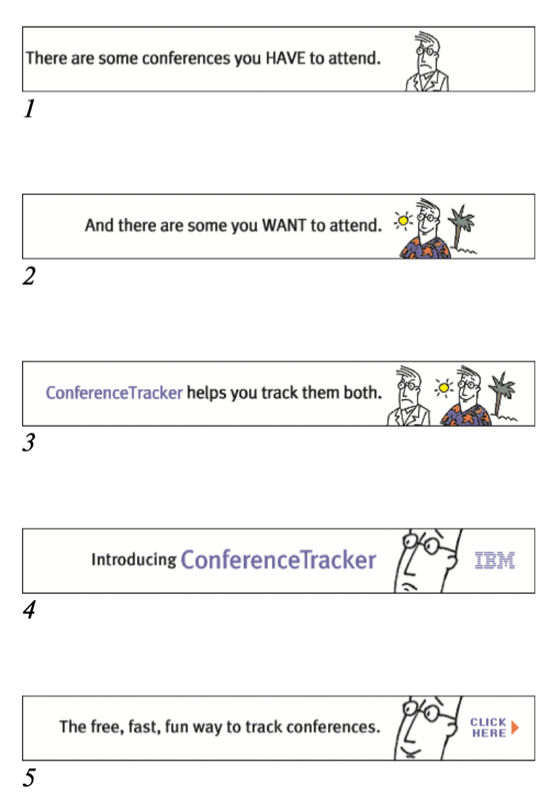 There are some conferences you HAVE to attend.
1
And there are some you WANT to attend.
2
ConferenceTracker helps you track them both.
3
Introducing ConferenceTracker
IBM
4
The free, fast, fun way to track conferences.
CLICK
HERE
5